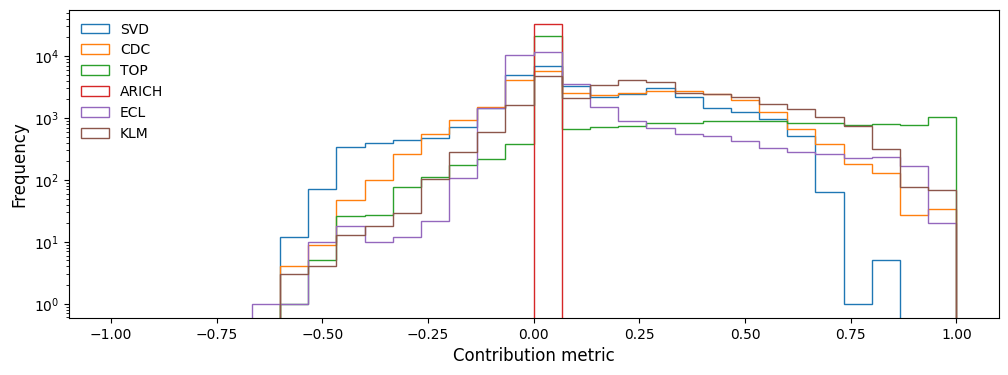 SVD
CDC
TOP
ARICH
ECL
KLM
Frequency
10⁴
10³
10²
10¹
10⁰
−1.00 −0.75 −0.50 −0.25 0.00 0.25 0.50 0.75 1.00
Contribution metric